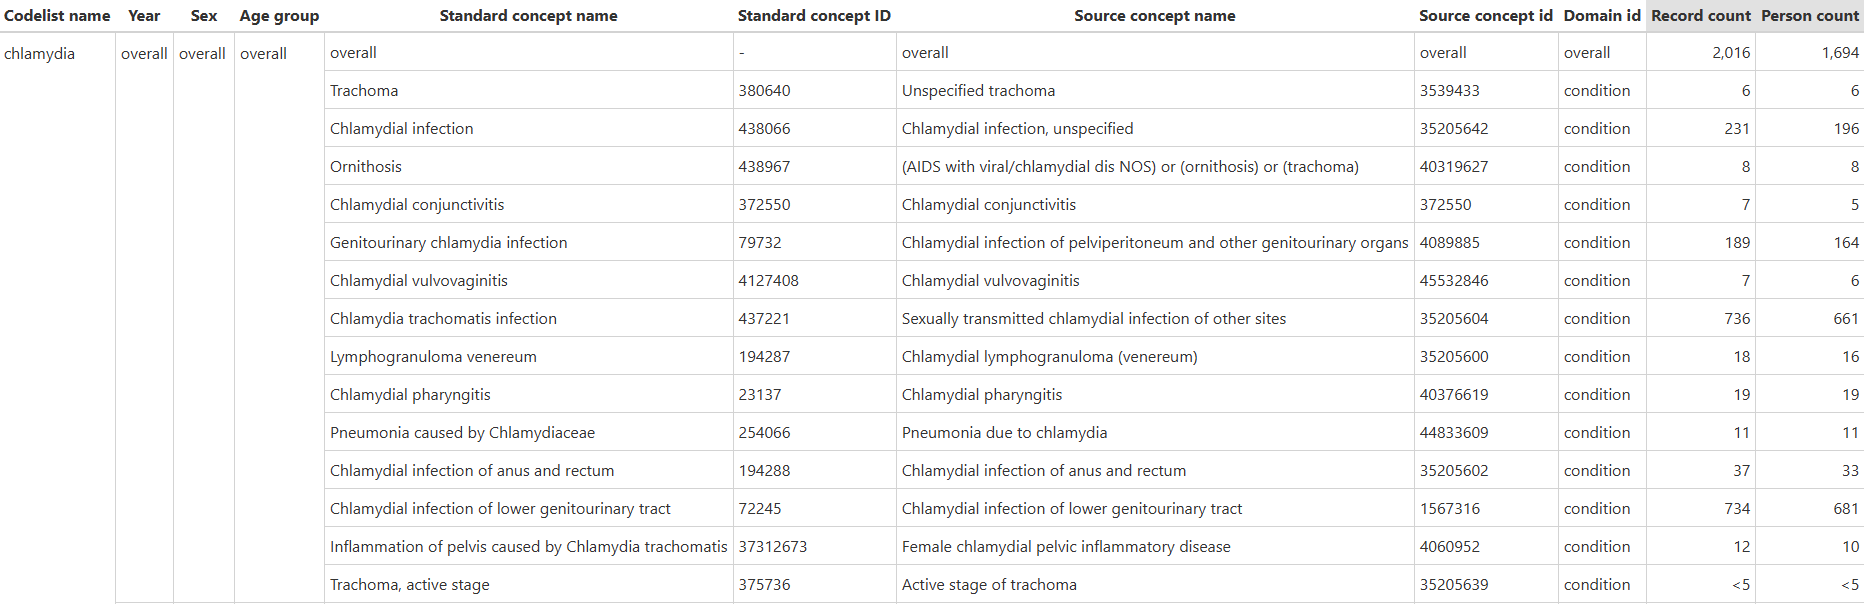 Codelist name Year Sex Age group Standard concept name Standard concept ID Source concept name Source concept id Domain id Record count Person count
chlamydia overall overall overall overall - overall overall overall 2,016 1,694
Trachoma 380640 Unspecified trachoma 3539433 condition 6 6
Chlamydial infection 438066 Chlamydial infection, unspecified 35205642 condition 231 196
Ornithosis 438967 (AIDS with viral/chlamydial dis NOS) or (ornithosis) or (trachoma) 40319627 condition 8 8
Chlamydial conjunctivitis 372550 Chlamydial conjunctivitis 372550 condition 7 5
Genitourinary chlamydia infection 79732 Chlamydial infection of pelviperitoneum and other genitourinary organs 4089885 condition 189 164
Chlamydial vulvovaginitis 4127408 Chlamydial vulvovaginitis 45532846 condition 7 6
Chlamydia trachomatis infection 437221 Sexually transmitted chlamydial infection of other sites 35205604 condition 736 661
Lymphogranuloma venereum 194287 Chlamydial lymphogranuloma (venereum) 35205600 condition 18 16
Chlamydial pharyngitis 23137 Chlamydial pharyngitis 40376619 condition 19 19
Pneumonia caused by Chlamydiaceae 254066 Pneumonia due to chlamydia 44833609 condition 11 11
Chlamydial infection of anus and rectum 194288 Chlamydial infection of anus and rectum 35205602 condition 37 33
Chlamydial infection of lower genitourinary tract 72245 Chlamydial infection of lower genitourinary tract 1567316 condition 734 681
Inflammation of pelvis caused by Chlamydia trachomatis 37312673 Female chlamydial pelvic inflammatory disease 4060952 condition 12 10
Trachoma, active stage 375736 Active stage of trachoma 35205639 condition <5 <5